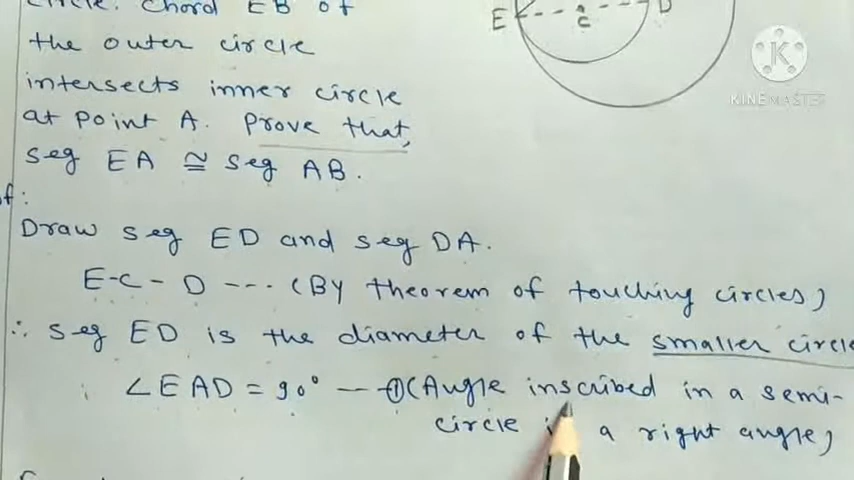 circle. Chord EB of
the outer circle
intersects inner circle
at point A. Prove that,
seg EA ≅ seg AB.
Draw seg ED and seg DA.
E-C-D --- (By theorem of touching circles)
∴ seg ED is the diameter of the smaller circle
∠EAD = 90° — ① (Angle inscribed in a semi-
circle is a right angle)
E
C
D
K
KINEMASTER